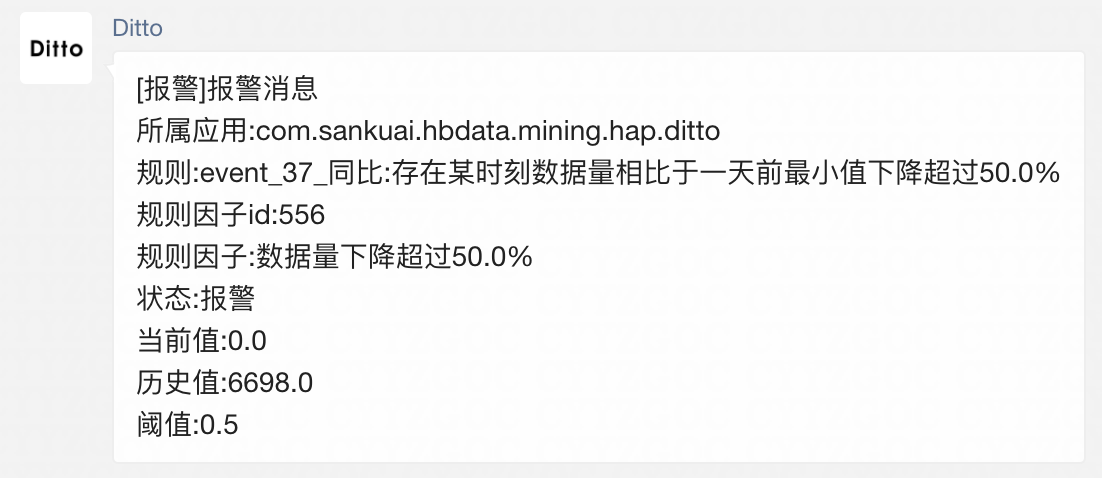 Ditto
Ditto
[报警]报警消息
所属应用:com.sankuai.hbdata.mining.hap.ditto
规则:event_37_同比:存在某时刻数据量相比于一天前最小值下降超过50.0%
规则因子id:556
规则因子:数据量下降超过50.0%
状态:报警
当前值:0.0
历史值:6698.0
阈值:0.5